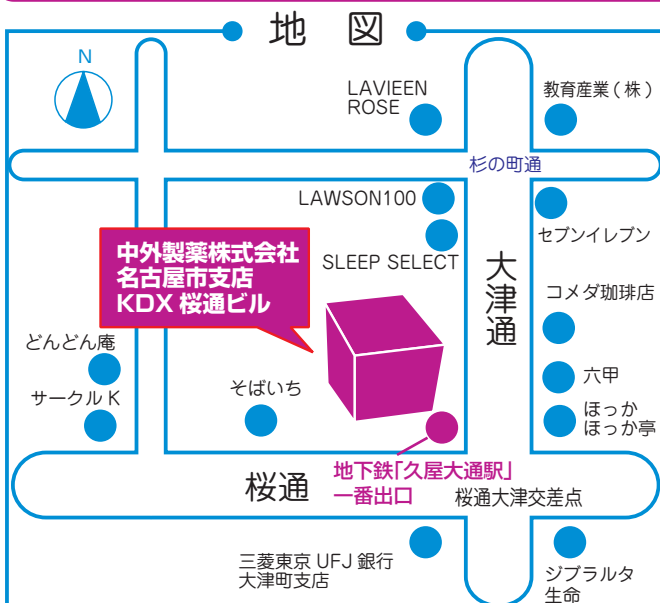 地 図
N
LAVIEEN
ROSE
教育産業(株)
杉の町通
LAWSON100
セブンイレブン
中外製薬株式会社
名古屋市支店
KDX 桜通ビル
SLEEP SELECT
大津通
コメダ珈琲店
どんどん庵
サークル K
そばいち
六甲
ほっか
ほっか亭
地下鉄「久屋大通駅」
一番出口
桜通
桜通大津交差点
三菱東京 UFJ 銀行
大津町支店
ジブラルタ
生命